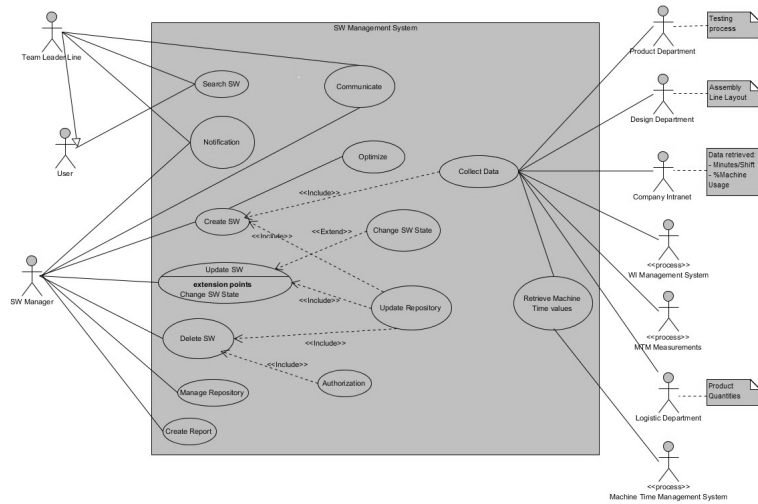 SW Management System
Team Leader Line
User
SW Manager
Search SW
Communicate
Notification
Optimize
Collect Data
<<Include>>
Create SW
<<Extend>>
Change SW State
<<Include>>
Update SW
extension points
Change SW State
<<Include>>
Update Repository
Retrieve Machine
Time values
Delete SW
<<Include>>
<<Include>>
Authorization
Manage Repository
Create Report
Product Department
Testing
process
Design Department
Assembly
Line Layout
Company Intranet
Data retrieved:
- Minutes/Shift
- %Machine
Usage
<<process>>
WI Management System
<<process>>
MTM Measurements
Logistic Department
Product
Quantities
<<process>>
Machine Time Management System